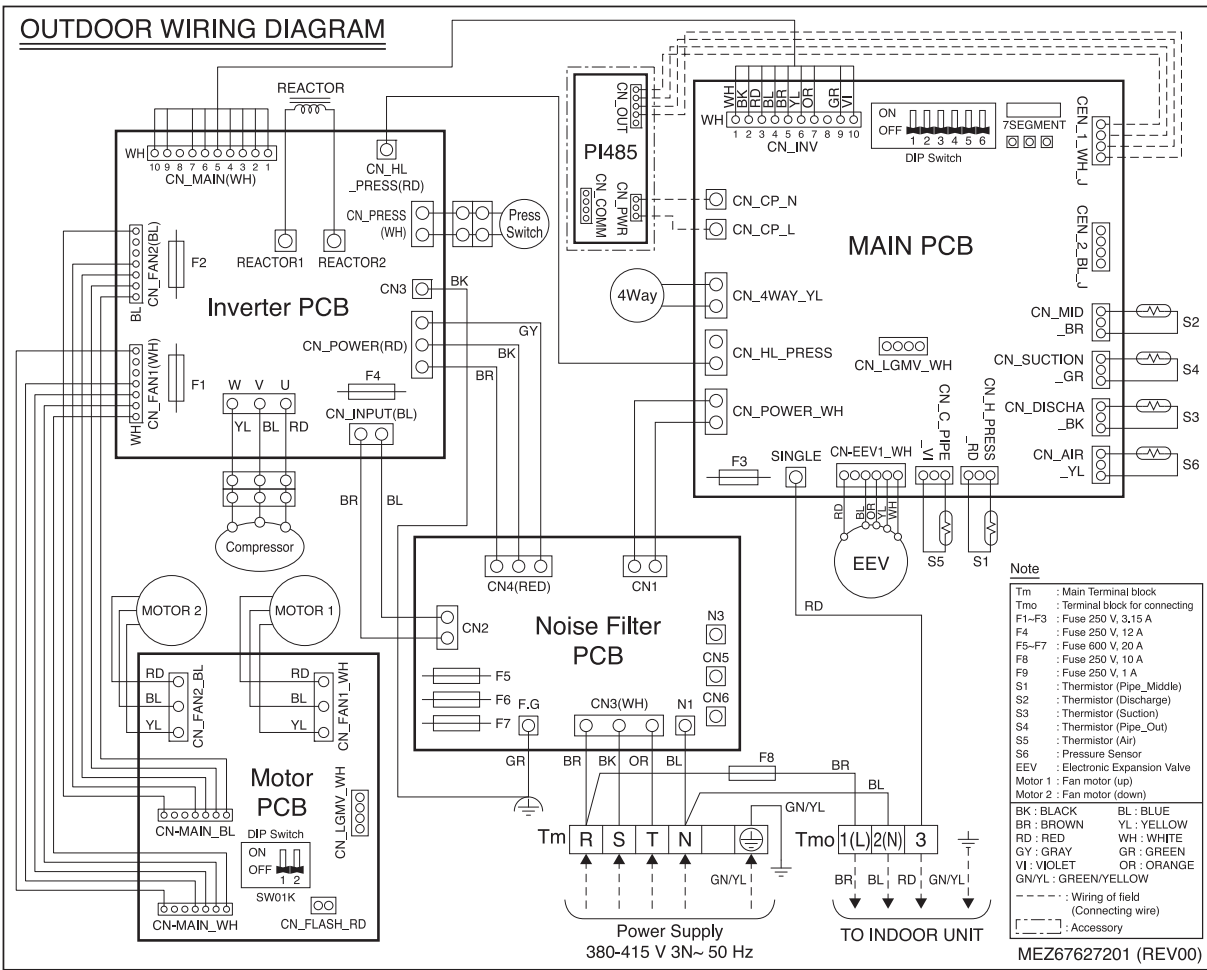 OUTDOOR WIRING DIAGRAM
REACTOR
WH
10 9 8 7 6 5 4 3 2 1
CN_MAIN(WH)
CN_HL
_PRESS(RD)
CN_PRESS
(WH)
Press
Switch
REACTOR1
REACTOR2
CN_FAN2(BL)
BL
F2
Inverter PCB
CN3
BK
CN_POWER(RD)
GY
BK
BR
CN_FAN1(WH)
WH
F1
W V U
YL BL RD
F4
CN_INPUT(BL)
BR
BL
Compressor
MOTOR 2
MOTOR 1
RD
BL
YL
CN_FAN2_BL
RD
BL
YL
CN_FAN1_WH
Motor
PCB
CN_LGMV_WH
CN-MAIN_BL
DIP Switch
ON
OFF
1 2
SW01K
CN-MAIN_WH
CN_FLASH_RD
CN_OUT
PI485
CN_COMM
CN_PWR
WH BK RD BL BR YL OR GR VI
WH
1 2 3 4 5 6 7 8 9 10
CN_INV
ON
OFF
1 2 3 4 5 6
DIP Switch
7SEGMENT
CEN_1_WH_J
CEN_2_BL_J
CN_CP_N
CN_CP_L
MAIN PCB
4Way
CN_4WAY_YL
CN_HL_PRESS
CN_LGMV_WH
CN_POWER_WH
CN_MID
_BR
S2
CN_SUCTION
_GR
S4
CN_DISCHA
_BK
S3
CN_AIR
_YL
S6
F3
SINGLE
CN-EEV1_WH
CN_C_PIPE
_VI
CN_H_PRESS
_RD
RD BL OR YL WH
EEV
S5
S1
RD
CN4(RED)
CN1
CN2
Noise Filter
PCB
N3
CN5
CN6
F5
F6
F7
F.G
CN3(WH)
N1
GR
BR BK OR BL
F8
BR
BL
GN/YL
Tm R S T N
GN/YL
Tmo 1(L) 2(N) 3
BR BL RD GN/YL
Power Supply
380-415 V 3N~ 50 Hz
TO INDOOR UNIT
Note
Tm : Main Terminal block
Tmo : Terminal block for connecting
F1~F3 : Fuse 250 V, 3.15 A
F4 : Fuse 250 V, 12 A
F5~F7 : Fuse 600 V, 20 A
F8 : Fuse 250 V, 10 A
F9 : Fuse 250 V, 1 A
S1 : Thermistor (Pipe_Middle)
S2 : Thermistor (Discharge)
S3 : Thermistor (Suction)
S4 : Thermistor (Pipe_Out)
S5 : Thermistor (Air)
S6 : Pressure Sensor
EEV : Electronic Expansion Valve
Motor 1 : Fan motor (up)
Motor 2 : Fan motor (down)
BK : BLACK BL : BLUE
BR : BROWN YL : YELLOW
RD : RED WH : WHITE
GY : GRAY GR : GREEN
VI : VIOLET OR : ORANGE
GN/YL : GREEN/YELLOW
: Wiring of field
(Connecting wire)
: Accessory
MEZ67627201 (REV00)